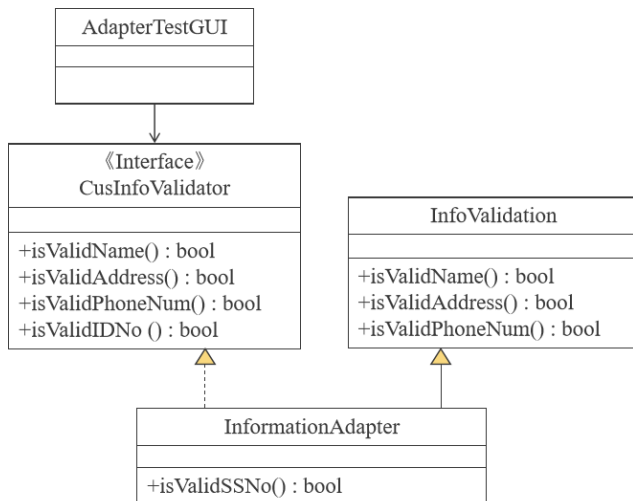 AdapterTestGUI
《Interface》
CusInfoValidator
+isValidName() : bool
+isValidAddress() : bool
+isValidPhoneNum() : bool
+isValidIDNo () : bool
InfoValidation
+isValidName() : bool
+isValidAddress() : bool
+isValidPhoneNum() : bool
InformationAdapter
+isValidSSNo() : bool